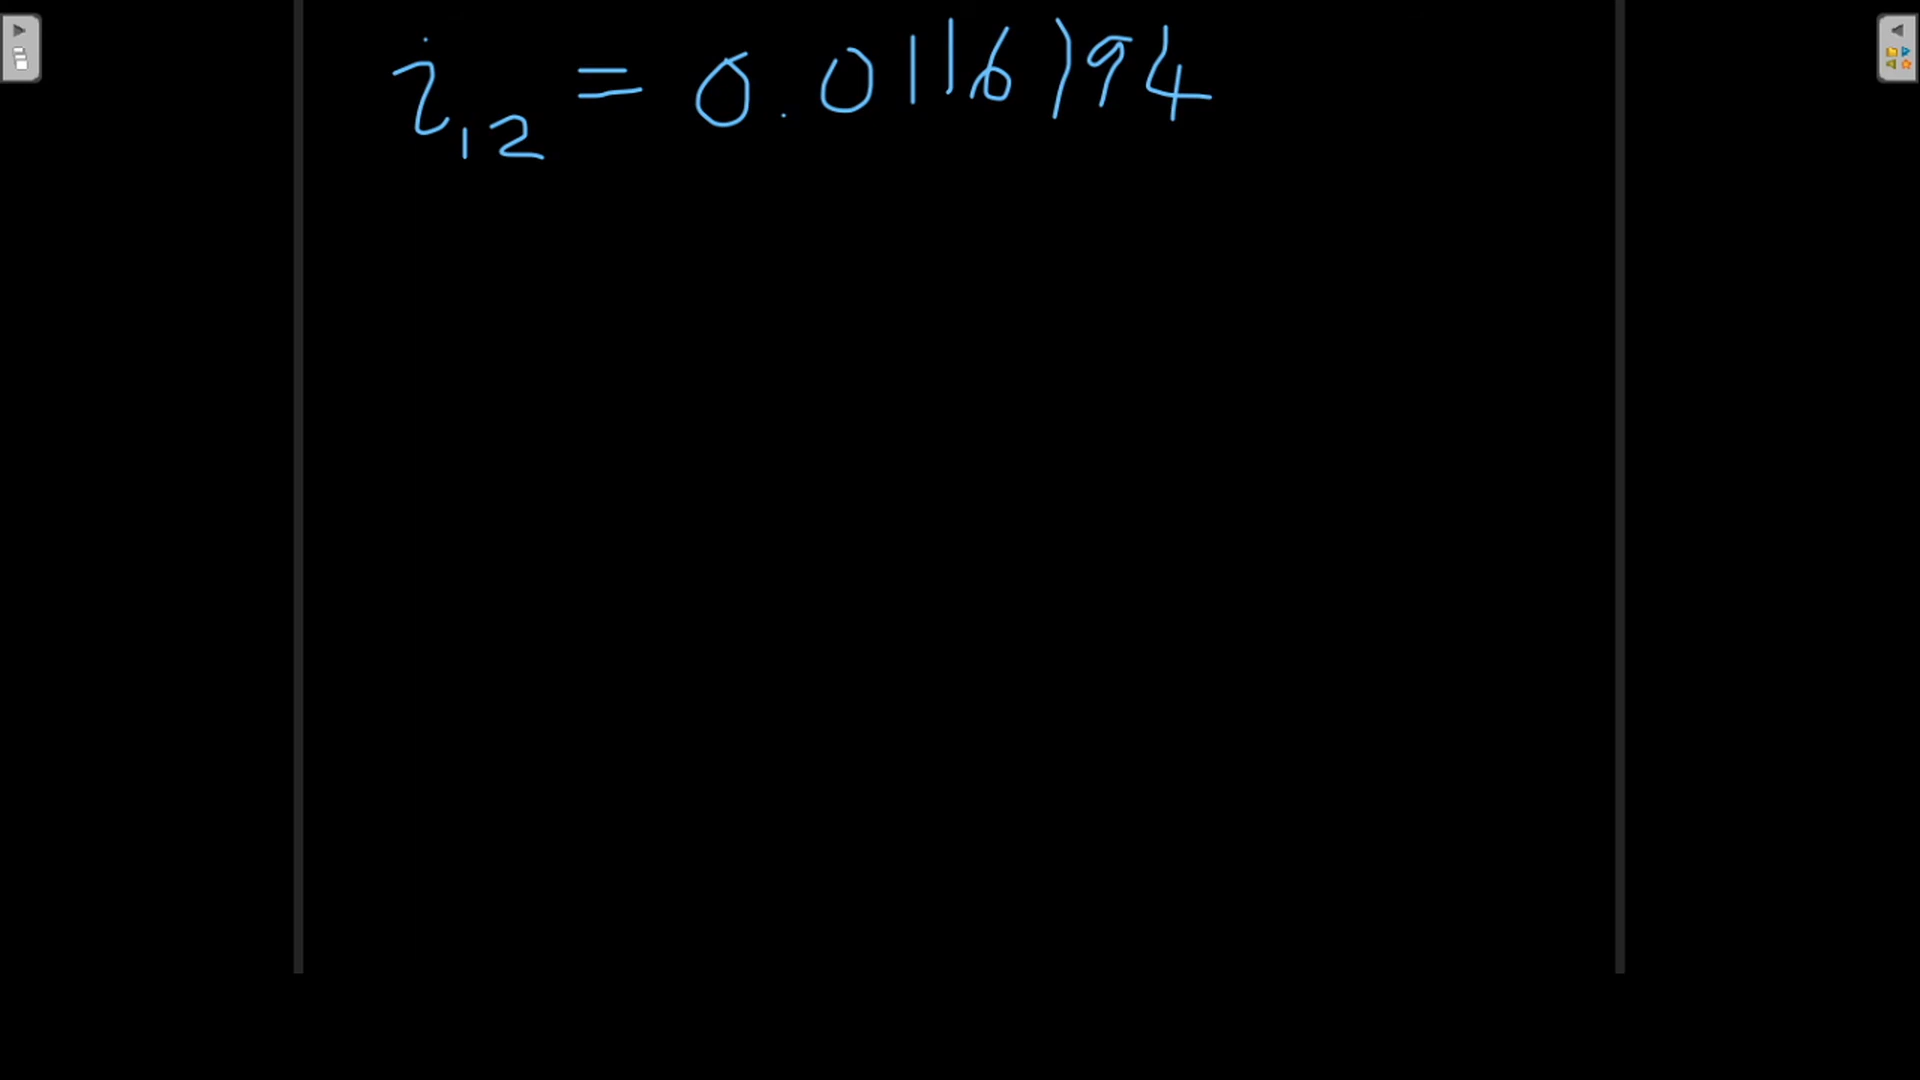 i₁₂ = 0.0116194